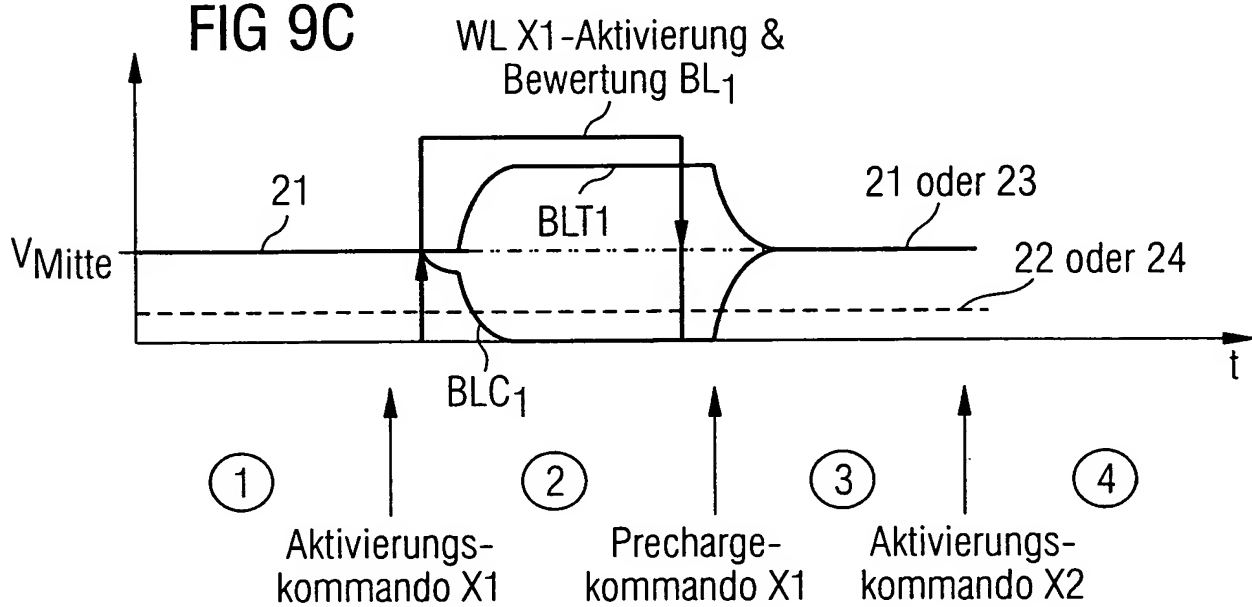 FIG 9C
WL X1-Aktivierung &
Bewertung BL1
21
BLT1
21 oder 23
VMitte
22 oder 24
BLC1
t
1
2
3
4
Aktivierungs-
kommando X1
Precharge-
kommando X1
Aktivierungs-
kommando X2